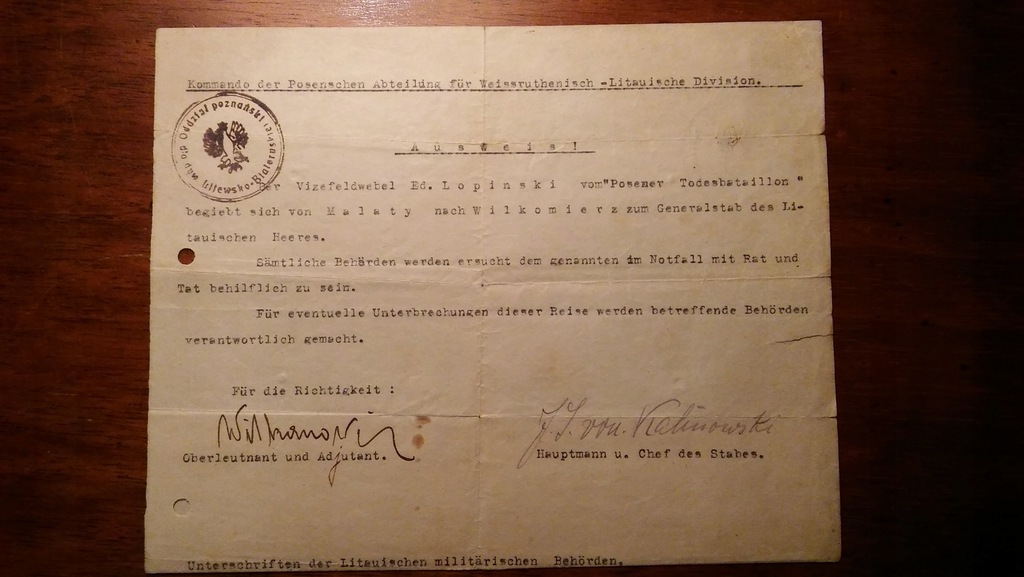 Kommando der Posenschen Abteilung für Weissruthenisch -Litauische Division.
Oddział poznański
Litewsko-Białoruskiej
A u s w e i s !
Der Vizefeldwebel Ed. L o p i n s k i vom "Posener Todesbataillon "
begiebt sich von M a l a t y nach W i l k o m i e r z zum Generalstab des Li-
tauischen Heeres.
Sämtliche Behörden werden ersucht dem genannten im Notfall mit Rat und
Tat behilflich zu sein.
Für eventuelle Unterbrechungen dieser Reise werden betreffende Behörden
verantwortlich gemacht.
Für die Richtigkeit :
J. S. von. Kalinowski
Oberleutnant und Adjutant.
Hauptmann u. Chef des Stabes.
Unterschriften der Litauischen militärischen Behörden.